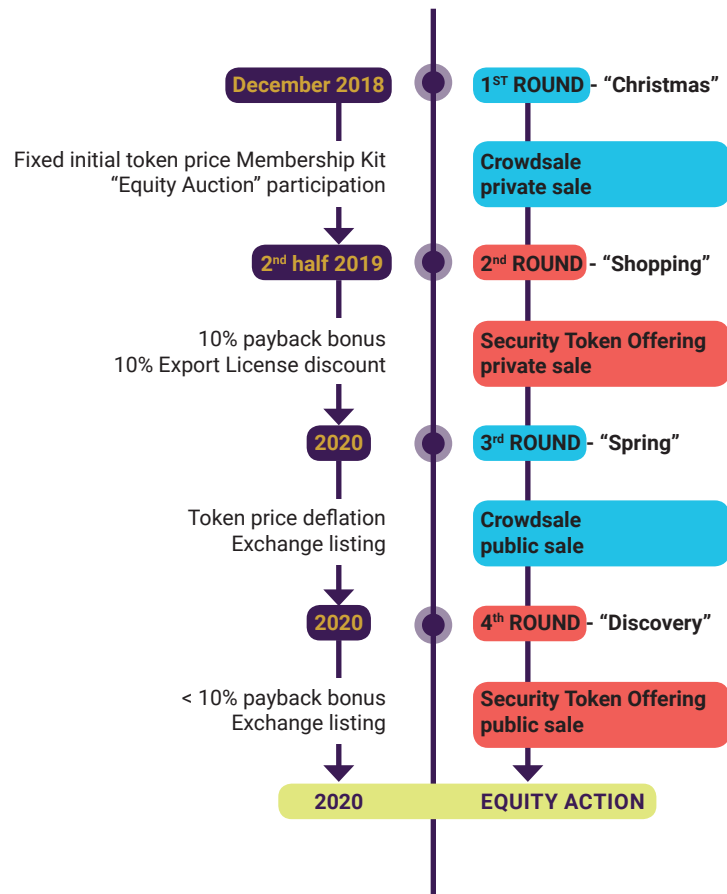 December 2018
1ST ROUND - “Christmas”
Fixed initial token price Membership Kit
“Equity Auction” participation
Crowdsale
private sale
2nd half 2019
2nd ROUND - “Shopping”
10% payback bonus
10% Export License discount
Security Token Offering
private sale
2020
3rd ROUND - “Spring”
Token price deflation
Exchange listing
Crowdsale
public sale
2020
4th ROUND - “Discovery”
< 10% payback bonus
Exchange listing
Security Token Offering
public sale
2020
EQUITY ACTION